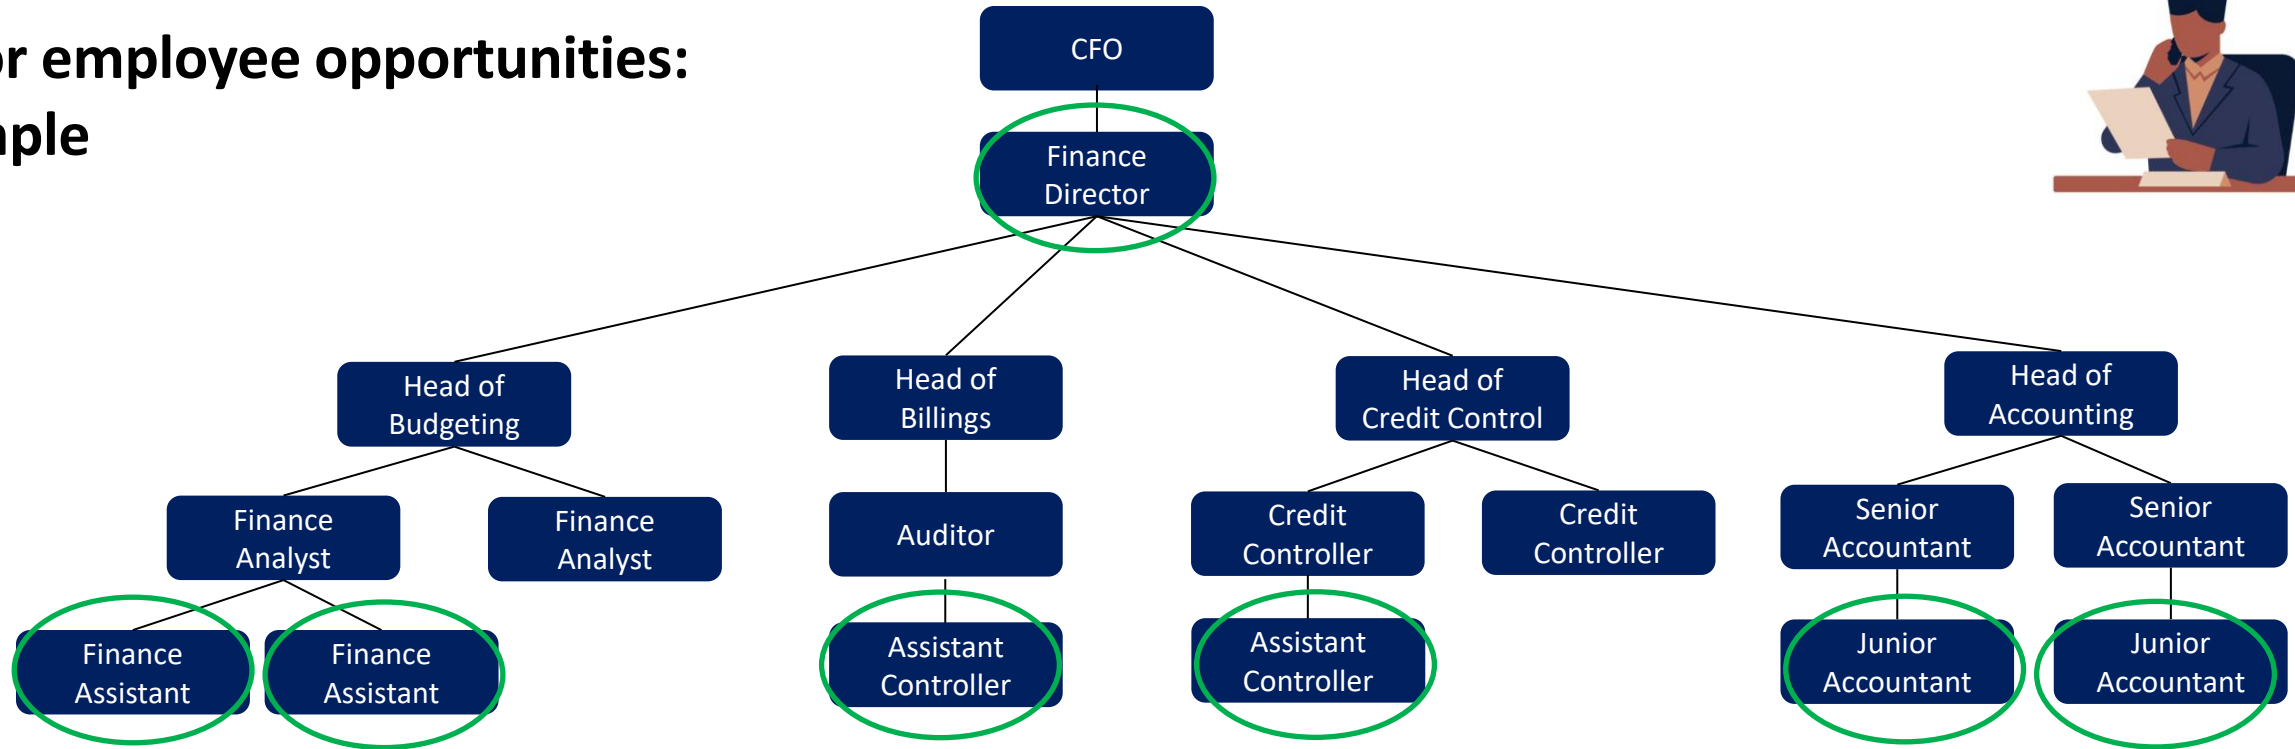 or employee opportunities:
CFO
Finance
Director
Head of
Budgeting
Head of
Billings
Head of
Credit Control
Head of
Accounting
Finance
Analyst
Finance
Analyst
Auditor
Credit
Controller
Credit
Controller
Senior
Accountant
Senior
Accountant
Finance
Assistant
Finance
Assistant
Assistant
Controller
Assistant
Controller
Junior
Accountant
Junior
Accountant